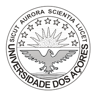 SICUT AURORA SCIENTIA LUCET
UNIVERSIDADE DOS AÇORES